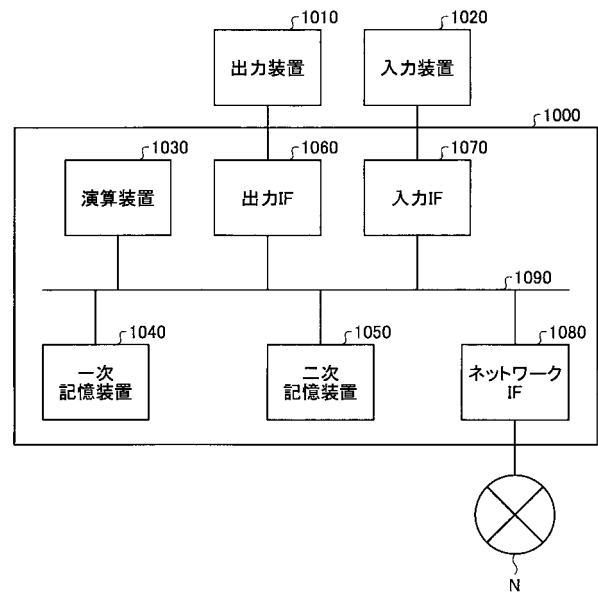 1010
1020
出力装置
入力装置
1000
1030
1060
1070
演算装置
出力IF
入力IF
1090
1040
1050
1080
一次
記憶装置
二次
記憶装置
ネットワーク
IF
N